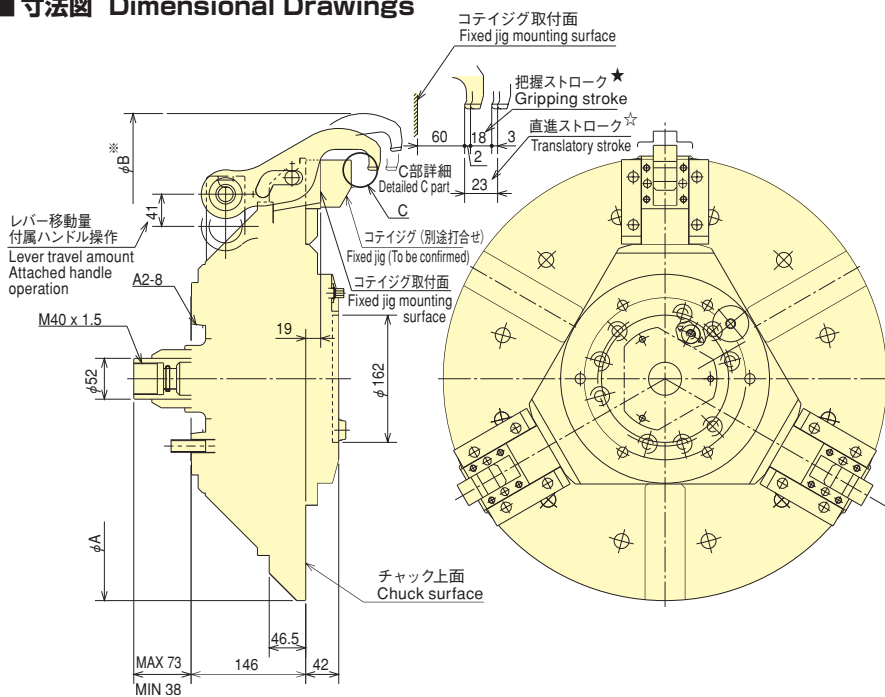 ■寸法図 Dimensional Drawings
コテイジグ取付面
Fixed jig mounting surface
把握ストローク★
Gripping stroke
直進ストローク☆
Translatory stroke
60
18
3
2
23
C部詳細
Detailed C part
C
φB※
41
レバー移動量
付属ハンドル操作
Lever travel amount
Attached handle
operation
コテイジグ (別途打合せ)
Fixed jig (To be confirmed)
コテイジグ取付面
Fixed jig mounting
surface
A2-8
M40 x 1.5
19
φ52
φ162
φA
チャック上面
Chuck surface
46.5
MAX 73
146
42
MIN 38